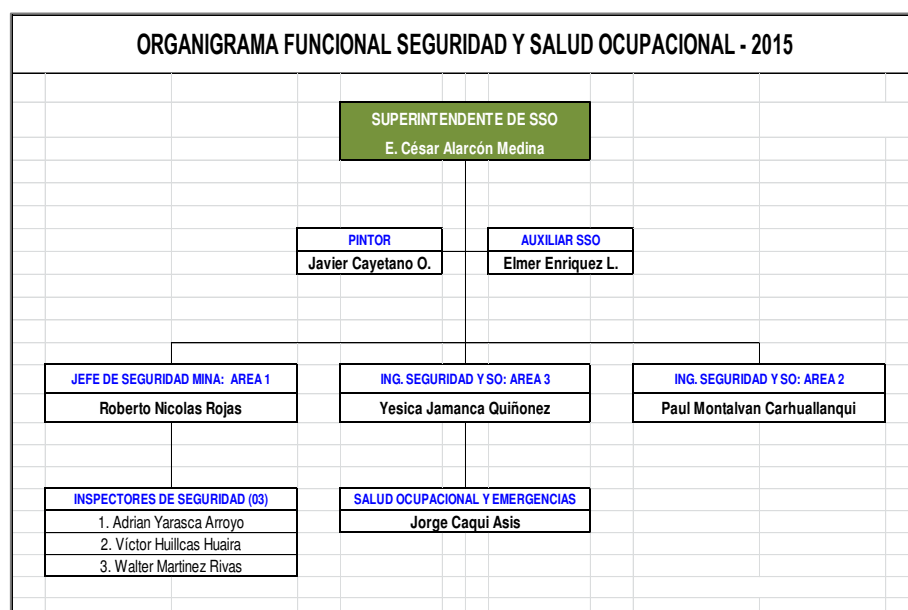 ORGANIGRAMA FUNCIONAL SEGURIDAD Y SALUD OCUPACIONAL - 2015
SUPERINTENDENTE DE SSO
E. César Alarcón Medina
PINTOR
Javier Cayetano O.
AUXILIAR SSO
Elmer Enriquez L.
JEFE DE SEGURIDAD MINA: AREA 1
Roberto Nicolas Rojas
ING. SEGURIDAD Y SO: AREA 3
Yesica Jamanca Quiñonez
ING. SEGURIDAD Y SO: AREA 2
Paul Montalvan Carhuallanqui
INSPECTORES DE SEGURIDAD (03)
1. Adrian Yarasca Arroyo
2. Víctor Huillcas Huaira
3. Walter Martinez Rivas
SALUD OCUPACIONAL Y EMERGENCIAS
Jorge Caqui Asis